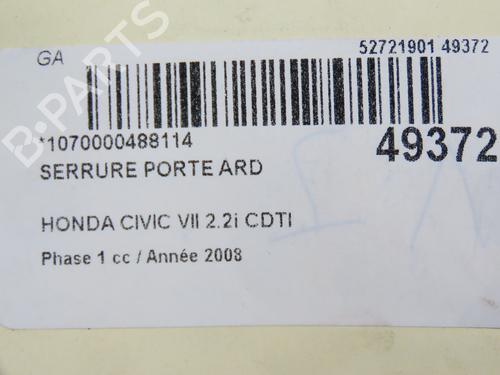 GA
52721901 49372
*1070000488114
49372
SERRURE PORTE ARD
HONDA CIVIC VII 2.2i CDTI
Phase 1 cc / Année 2008
B-PARTS